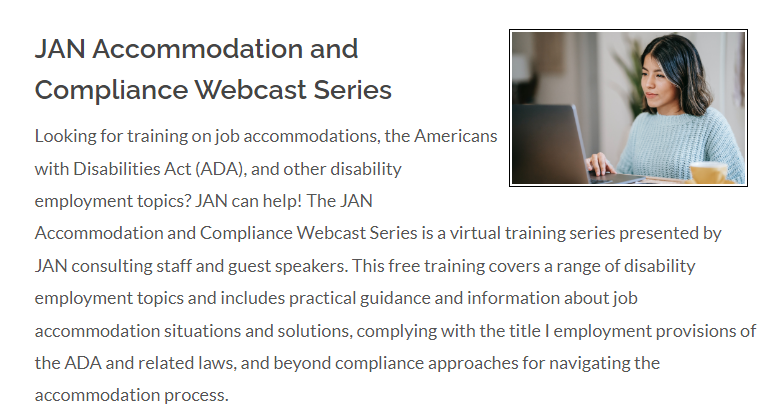 JAN Accommodation and
Compliance Webcast Series
Looking for training on job accommodations, the Americans
with Disabilities Act (ADA), and other disability
employment topics? JAN can help! The JAN
Accommodation and Compliance Webcast Series is a virtual training series presented by
JAN consulting staff and guest speakers. This free training covers a range of disability
employment topics and includes practical guidance and information about job
accommodation situations and solutions, complying with the title I employment provisions of
the ADA and related laws, and beyond compliance approaches for navigating the
accommodation process.